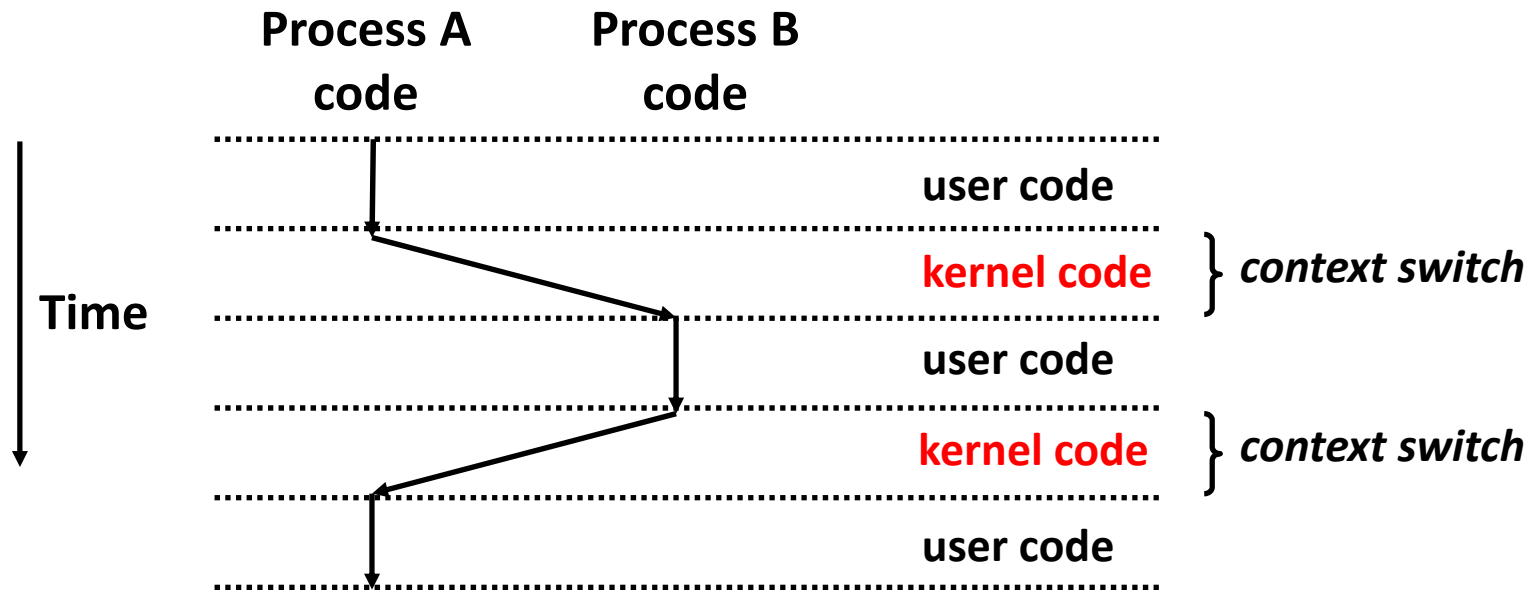 Process A
code
Process B
code
user code
kernel code
context switch
Time
user code
kernel code
context switch
user code